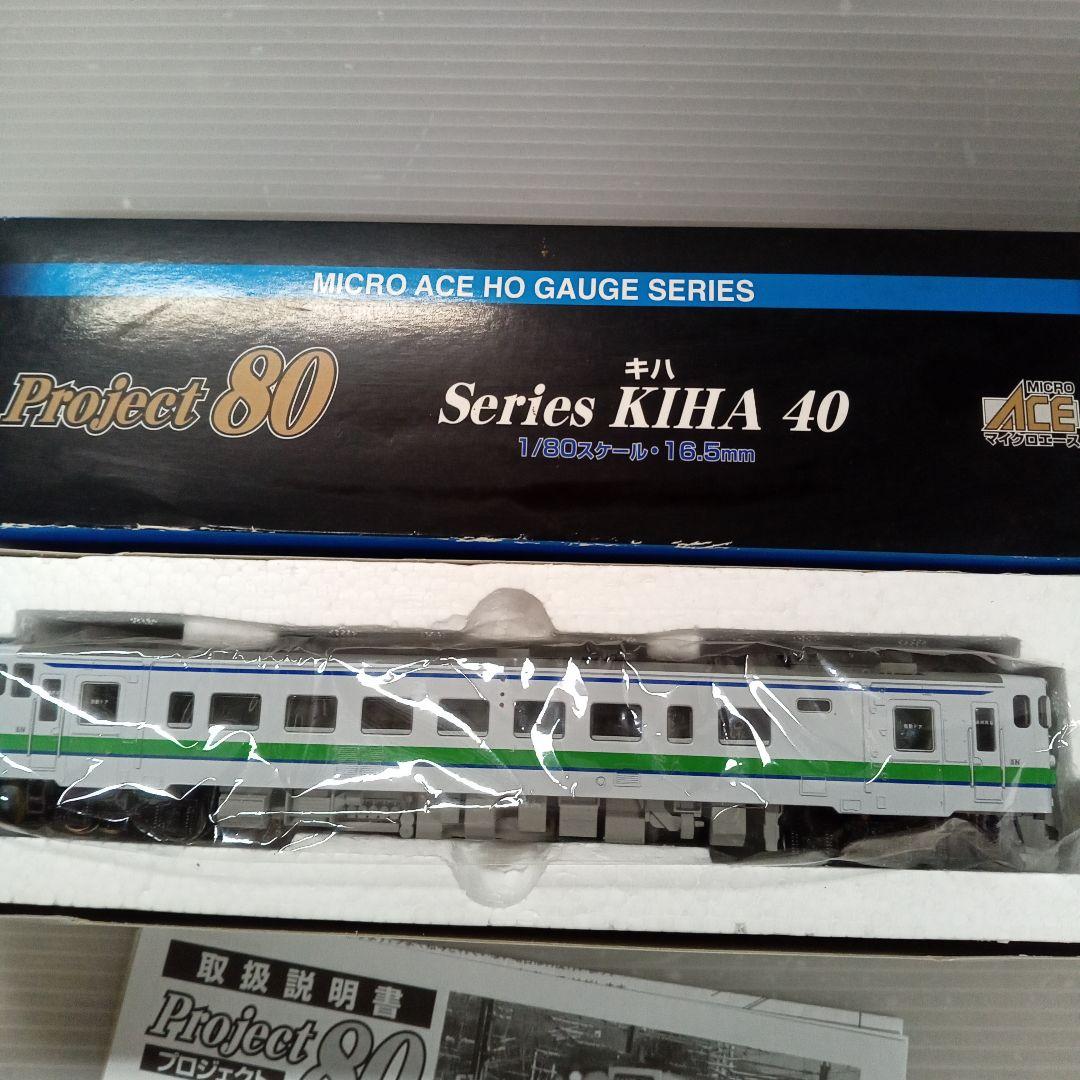 MICRO ACE HO GAUGE SERIES
Project 80
キハ
Series KIHA 40
1/80スケール・16.5mm
MICRO
ACE
マイクロエース
取扱説明書
Project 80
プロジェクト